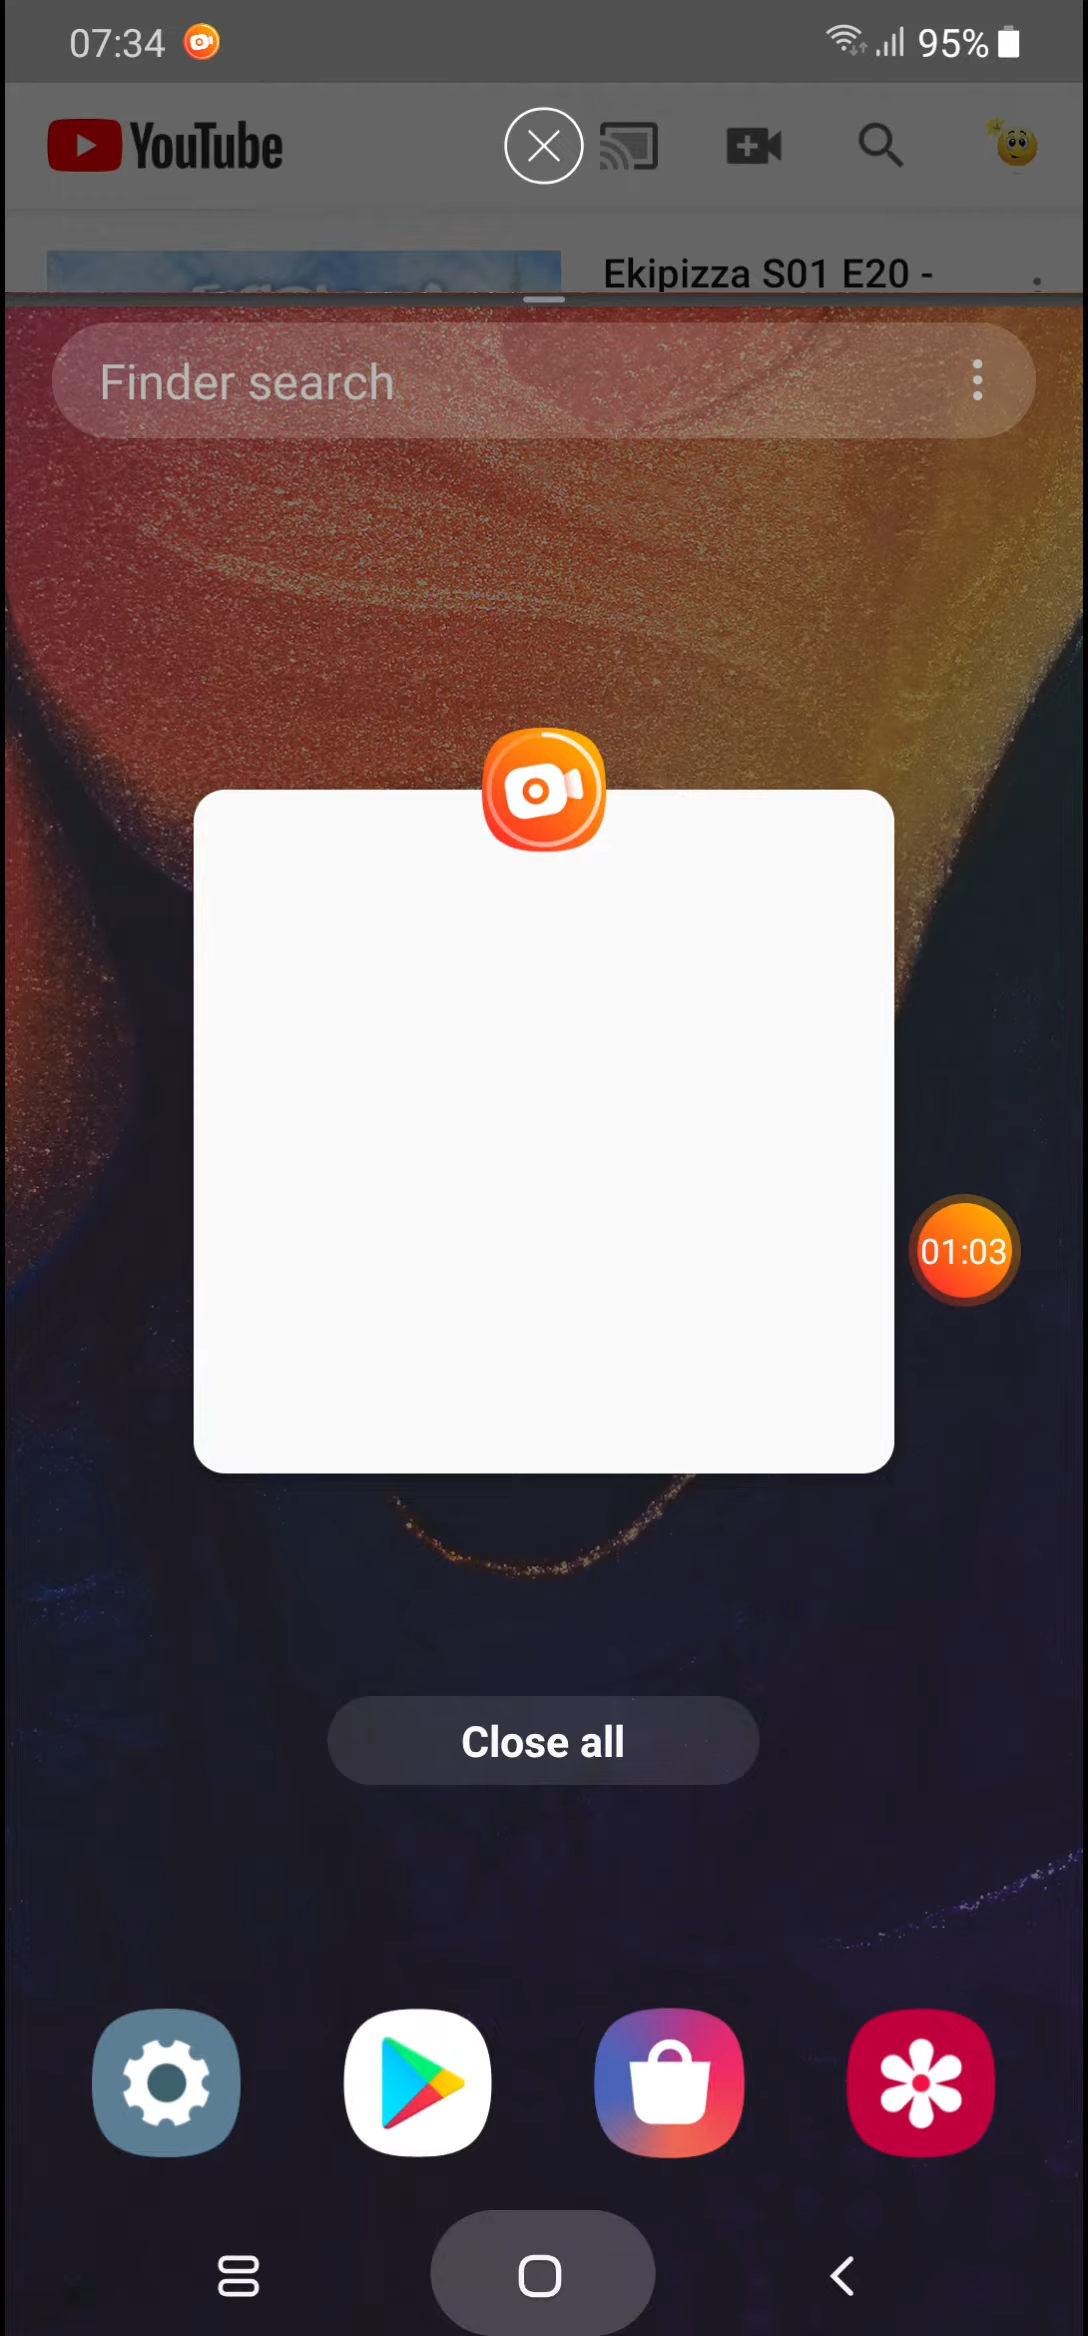 07:34
95%
YouTube
Ekipizza S01 E20 -
Finder search
01:03
Close all